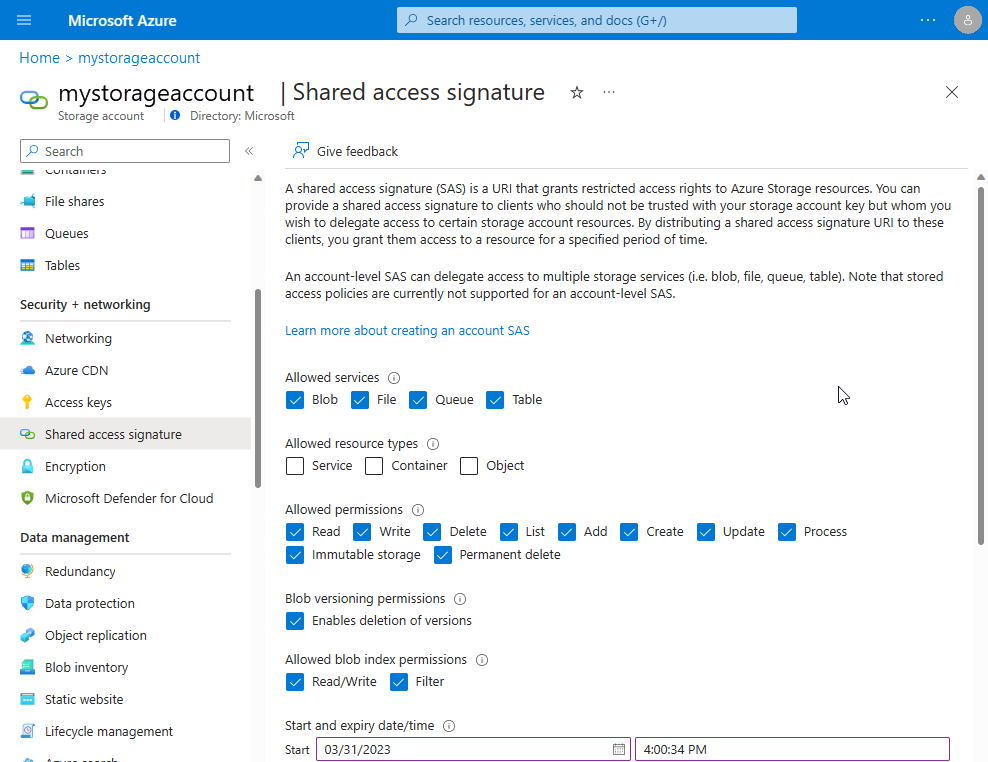 Microsoft Azure
Search resources, services, and docs (G+/)
Home > mystorageaccount
mystorageaccount | Shared access signature
Storage account
Directory: Microsoft
Search
Containers
File shares
Queues
Tables
Security + networking
Networking
Azure CDN
Access keys
Shared access signature
Encryption
Microsoft Defender for Cloud
Data management
Redundancy
Data protection
Object replication
Blob inventory
Static website
Lifecycle management
Azure search
Give feedback
A shared access signature (SAS) is a URI that grants restricted access rights to Azure Storage resources. You can
provide a shared access signature to clients who should not be trusted with your storage account key but whom you
wish to delegate access to certain storage account resources. By distributing a shared access signature URI to these
clients, you grant them access to a resource for a specified period of time.
An account-level SAS can delegate access to multiple storage services (i.e. blob, file, queue, table). Note that stored
access policies are currently not supported for an account-level SAS.
Learn more about creating an account SAS
Allowed services
Blob File Queue Table
Allowed resource types
Service Container Object
Allowed permissions
Read Write Delete List Add Create Update Process
Immutable storage Permanent delete
Blob versioning permissions
Enables deletion of versions
Allowed blob index permissions
Read/Write Filter
Start and expiry date/time
Start 03/31/2023 4:00:34 PM